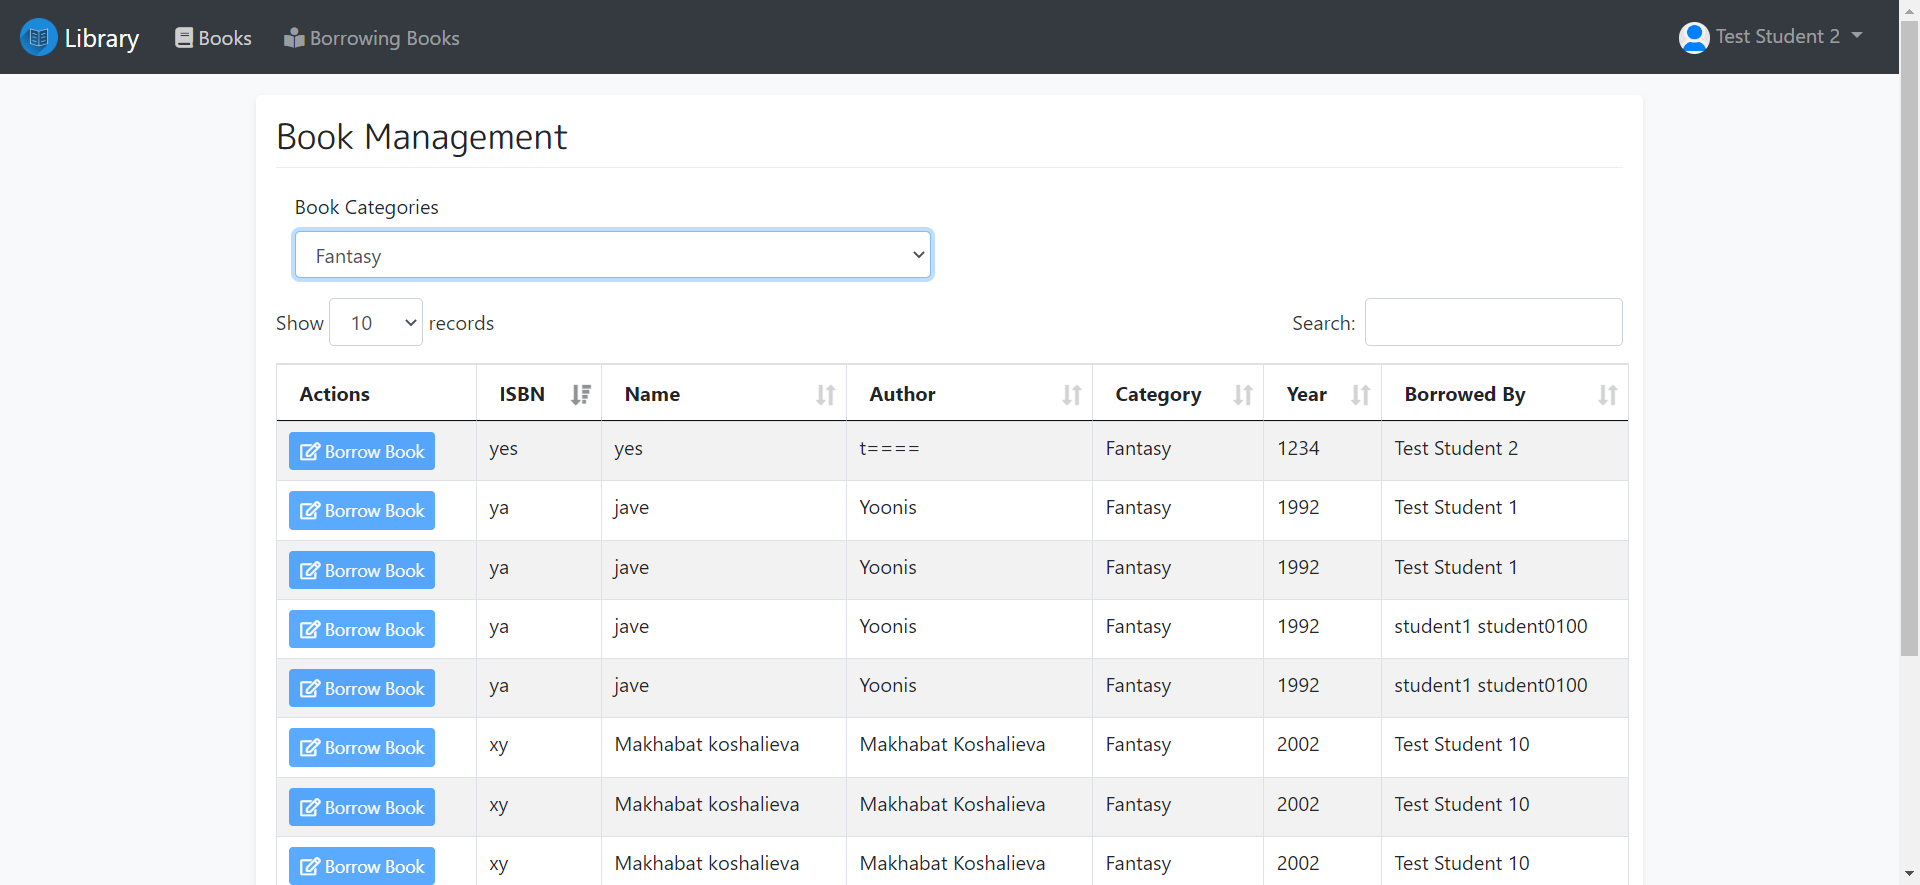 Library Books Borrowing Books Test Student 2
Book Management
Book Categories
Fantasy
Show 10 records Search:
Actions ISBN Name Author Category Year Borrowed By
Borrow Book yes yes t==== Fantasy 1234 Test Student 2
Borrow Book ya jave Yoonis Fantasy 1992 Test Student 1
Borrow Book ya jave Yoonis Fantasy 1992 Test Student 1
Borrow Book ya jave Yoonis Fantasy 1992 student1 student0100
Borrow Book ya jave Yoonis Fantasy 1992 student1 student0100
Borrow Book xy Makhabat koshalieva Makhabat Koshalieva Fantasy 2002 Test Student 10
Borrow Book xy Makhabat koshalieva Makhabat Koshalieva Fantasy 2002 Test Student 10
Borrow Book xy Makhabat koshalieva Makhabat Koshalieva Fantasy 2002 Test Student 10